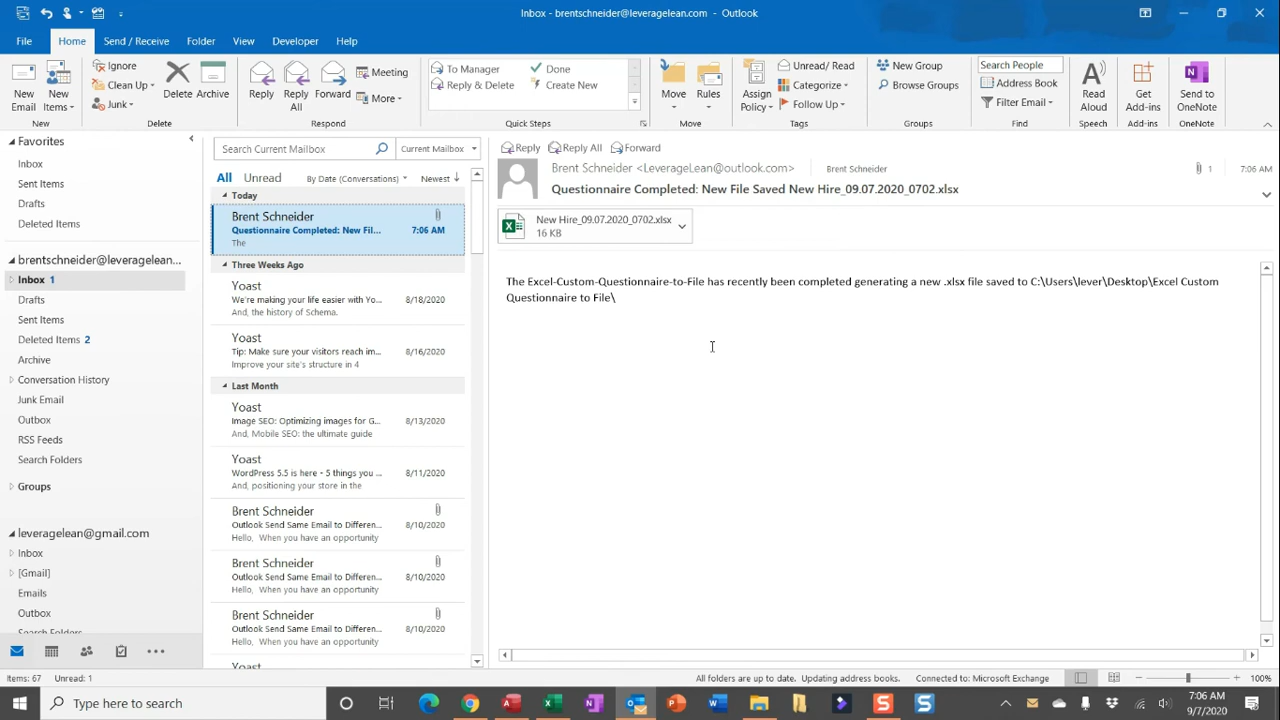 Inbox - brentschneider@leveragelean.com - Outlook
File Home Send / Receive Folder View Developer Help
New Email
New Items
Ignore
Clean Up
Junk
Delete
Archive
Reply
Reply All
Forward
Meeting
More
To Manager
Reply & Delete
Done
Create New
Move
Rules
Assign Policy
Unread/ Read
Categorize
Follow Up
New Group
Browse Groups
Search People
Address Book
Filter Email
Read Aloud
Get Add-ins
Send to OneNote
New Delete Respond Quick Steps Move Tags Groups Find Speech Add-ins OneNote
Favorites
Inbox
Sent Items
Drafts
Deleted Items
brentschneider@leveragelean....
Inbox 1
Drafts
Sent Items
Deleted Items 2
Archive
Conversation History
Junk Email
Outbox
RSS Feeds
Search Folders
Groups
leveragelean@gmail.com
Inbox
[Gmail]
Emails
Outbox
Search Folders
Search Current Mailbox Current Mailbox
All Unread By Date (Conversations) Newest
Today
Brent Schneider
Questionnaire Completed: New Fil... 7:06 AM
The
Three Weeks Ago
Yoast
We're making your life easier with Yo... 8/18/2020
And, the history of Schema.
Yoast
Tip: Make sure your visitors reach im... 8/16/2020
Improve your site's structure in 4
Last Month
Yoast
Image SEO: Optimizing images for G... 8/13/2020
And, Mobile SEO: the ultimate guide
Yoast
WordPress 5.5 is here - 5 things you ... 8/11/2020
And, positioning your store in the
Brent Schneider
Outlook Send Same Email to Differen... 8/10/2020
Hello, When you have an opportunity
Brent Schneider
Outlook Send Same Email to Differen... 8/10/2020
Hello, When you have an opportunity
Brent Schneider
Outlook Send Same Email to Differen... 8/10/2020
Hello, When you have an opportunity
Yoast
Reply Reply All Forward
Brent Schneider <LeverageLean@outlook.com> Brent Schneider 1 7:06 AM
Questionnaire Completed: New File Saved New Hire_09.07.2020_0702.xlsx
New Hire_09.07.2020_0702.xlsx
16 KB
The Excel-Custom-Questionnaire-to-File has recently been completed generating a new .xlsx file saved to C:\Users\lever\Desktop\Excel Custom
Questionnaire to File\
Items: 67 Unread: 1 All folders are up to date. Updating address books. Connected to: Microsoft Exchange 100%
Type here to search
7:06 AM
9/7/2020